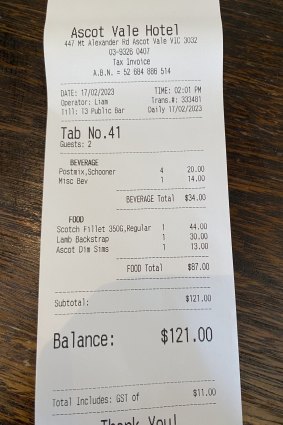 Ascot Vale Hotel
447 Mt Alexander Rd Ascot Vale VIC 3032
03-9326 0407
Tax Invoice
A.B.N. = 52 684 886 514
DATE: 17/02/2023 TIME: 02:01 PM
Operator: Liam Trans.#: 333481
Till: 13 Public Bar Daily 17/02/2023
Tab No.41
Guests: 2
BEVERAGE
Postmix,Schooner 4 20.00
Misc Bev 1 14.00
BEVERAGE Total $34.00
FOOD
Scotch Fillet 350G,Regular 1 44.00
Lamb Backstrap 1 30.00
Ascot Dim Sims 1 13.00
FOOD Total $87.00
Subtotal: $121.00
Balance: $121.00
Total Includes: GST of $11.00
Thank You!